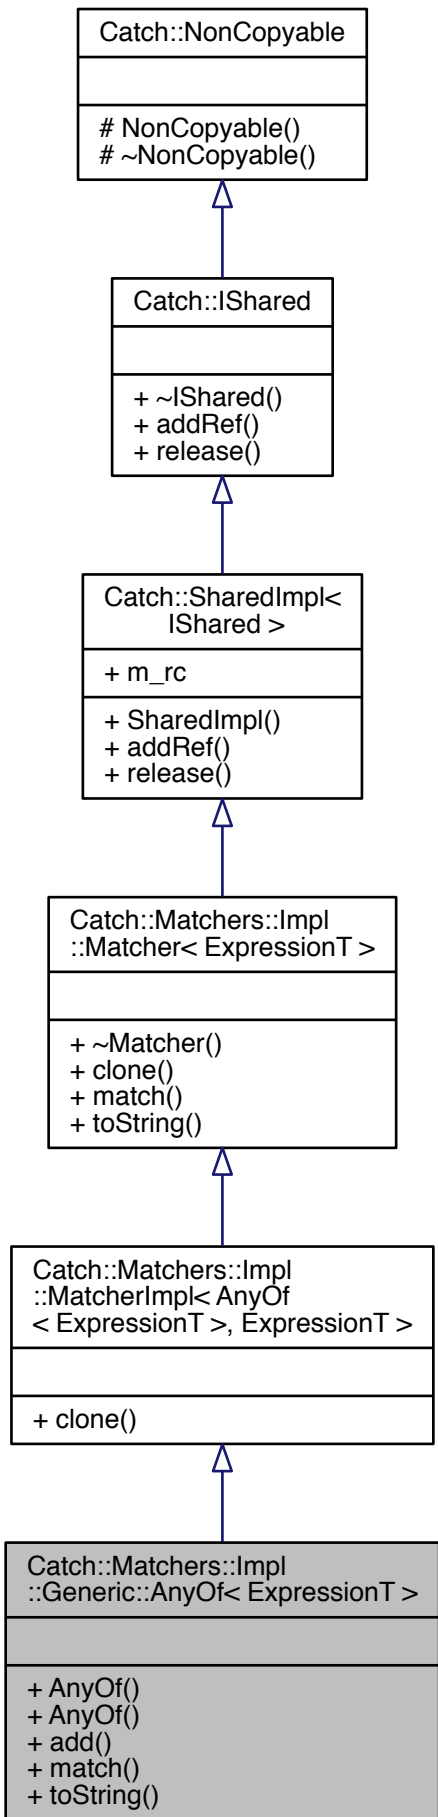 Catch::NonCopyable
# NonCopyable()
# ~NonCopyable()
Catch::IShared
+ ~IShared()
+ addRef()
+ release()
Catch::SharedImpl<
IShared >
+ m_rc
+ SharedImpl()
+ addRef()
+ release()
Catch::Matchers::Impl
::Matcher< ExpressionT >
+ ~Matcher()
+ clone()
+ match()
+ toString()
Catch::Matchers::Impl
::MatcherImpl< AnyOf
< ExpressionT >, ExpressionT >
+ clone()
Catch::Matchers::Impl
::Generic::AnyOf< ExpressionT >
+ AnyOf()
+ AnyOf()
+ add()
+ match()
+ toString()